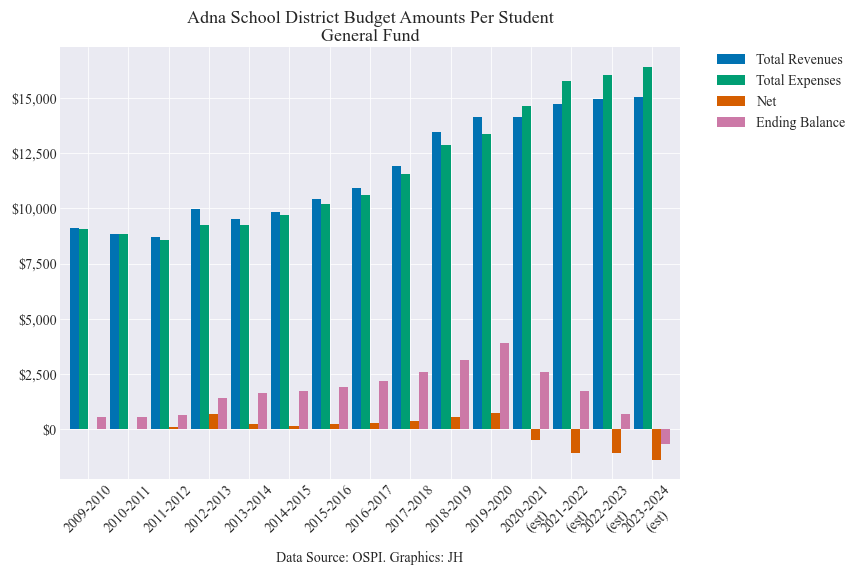 Adna School District Budget Amounts Per Student
General Fund
Total Revenues
Total Expenses
Net
Ending Balance
$15,000
$12,500
$10,000
$7,500
$5,000
$2,500
$0
2009-2010
2010-2011
2011-2012
2012-2013
2013-2014
2014-2015
2015-2016
2016-2017
2017-2018
2018-2019
2019-2020
2020-2021
(est)
2021-2022
(est)
2022-2023
(est)
2023-2024
(est)
Data Source: OSPI. Graphics: JH